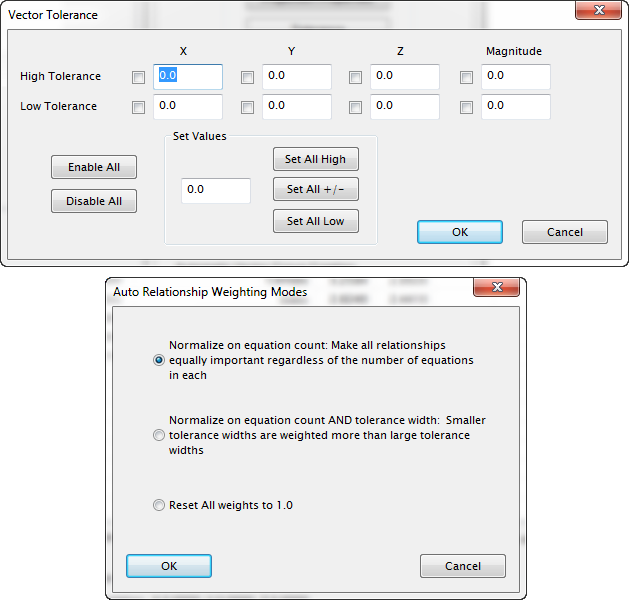 Vector Tolerance
X Y Z Magnitude
High Tolerance 0.0 0.0 0.0 0.0
Low Tolerance 0.0 0.0 0.0 0.0
Set Values
Enable All
Disable All
0.0
Set All High
Set All +/-
Set All Low
OK Cancel
Auto Relationship Weighting Modes
Normalize on equation count: Make all relationships
equally important regardless of the number of equations
in each
Normalize on equation count AND tolerance width: Smaller
tolerance widths are weighted more than large tolerance
widths
Reset All weights to 1.0
OK Cancel